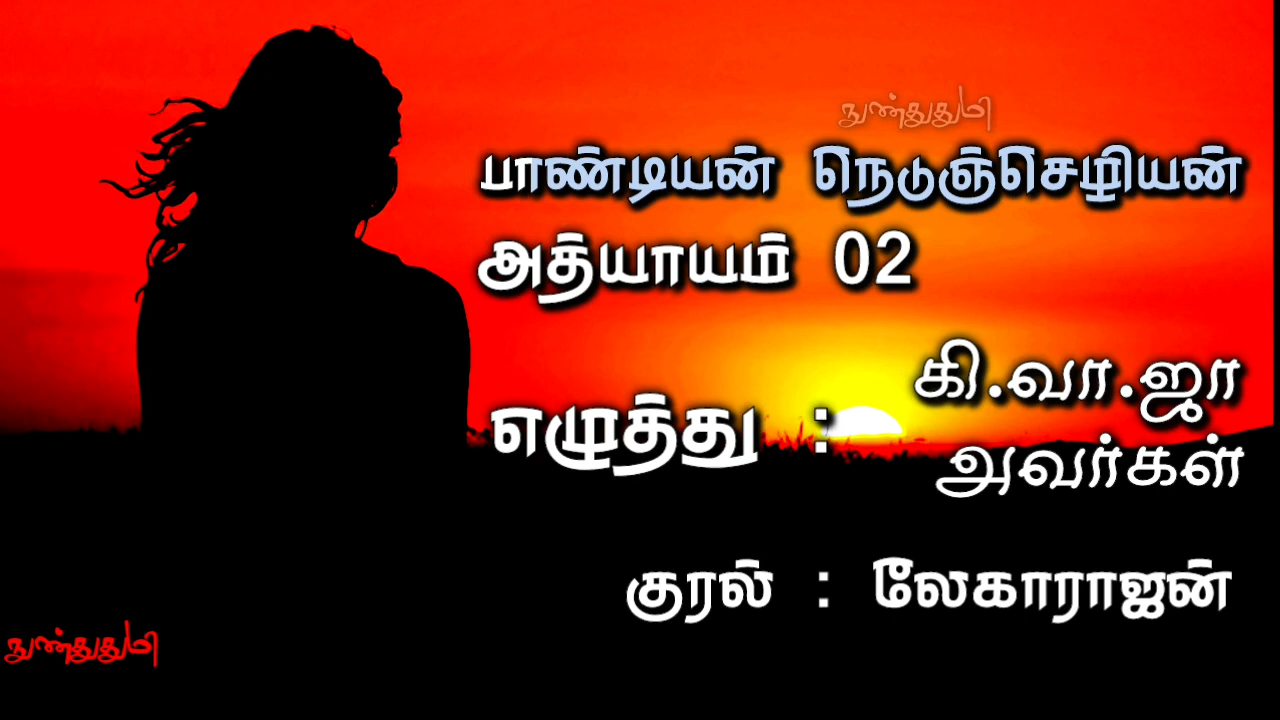 நுண்துதுமி
பாண்டியன் நெடுஞ்செழியன்
அத்யாயம் 02
எழுத்து : கி.வா.ஜா
அவர்கள்
குரல் : லேகாராஜன்
நுண்துதுமி